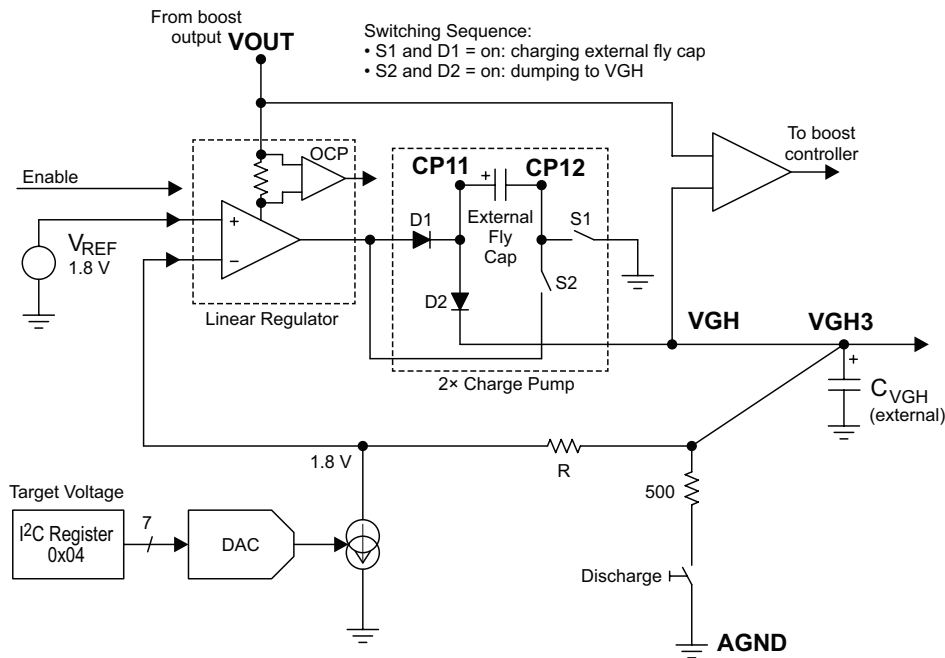 From boost
output VOUT
Switching Sequence:
• S1 and D1 = on: charging external fly cap
• S2 and D2 = on: dumping to VGH
OCP
To boost
controller
Enable
CP11
CP12
+
D1
External
Fly
Cap
S1
VREF
1.8 V
+
−
S2
D2
Linear Regulator
VGH
VGH3
2× Charge Pump
+
CVGH
(external)
1.8 V
R
500
Target Voltage
I2C Register
0x04
7
DAC
Discharge
AGND